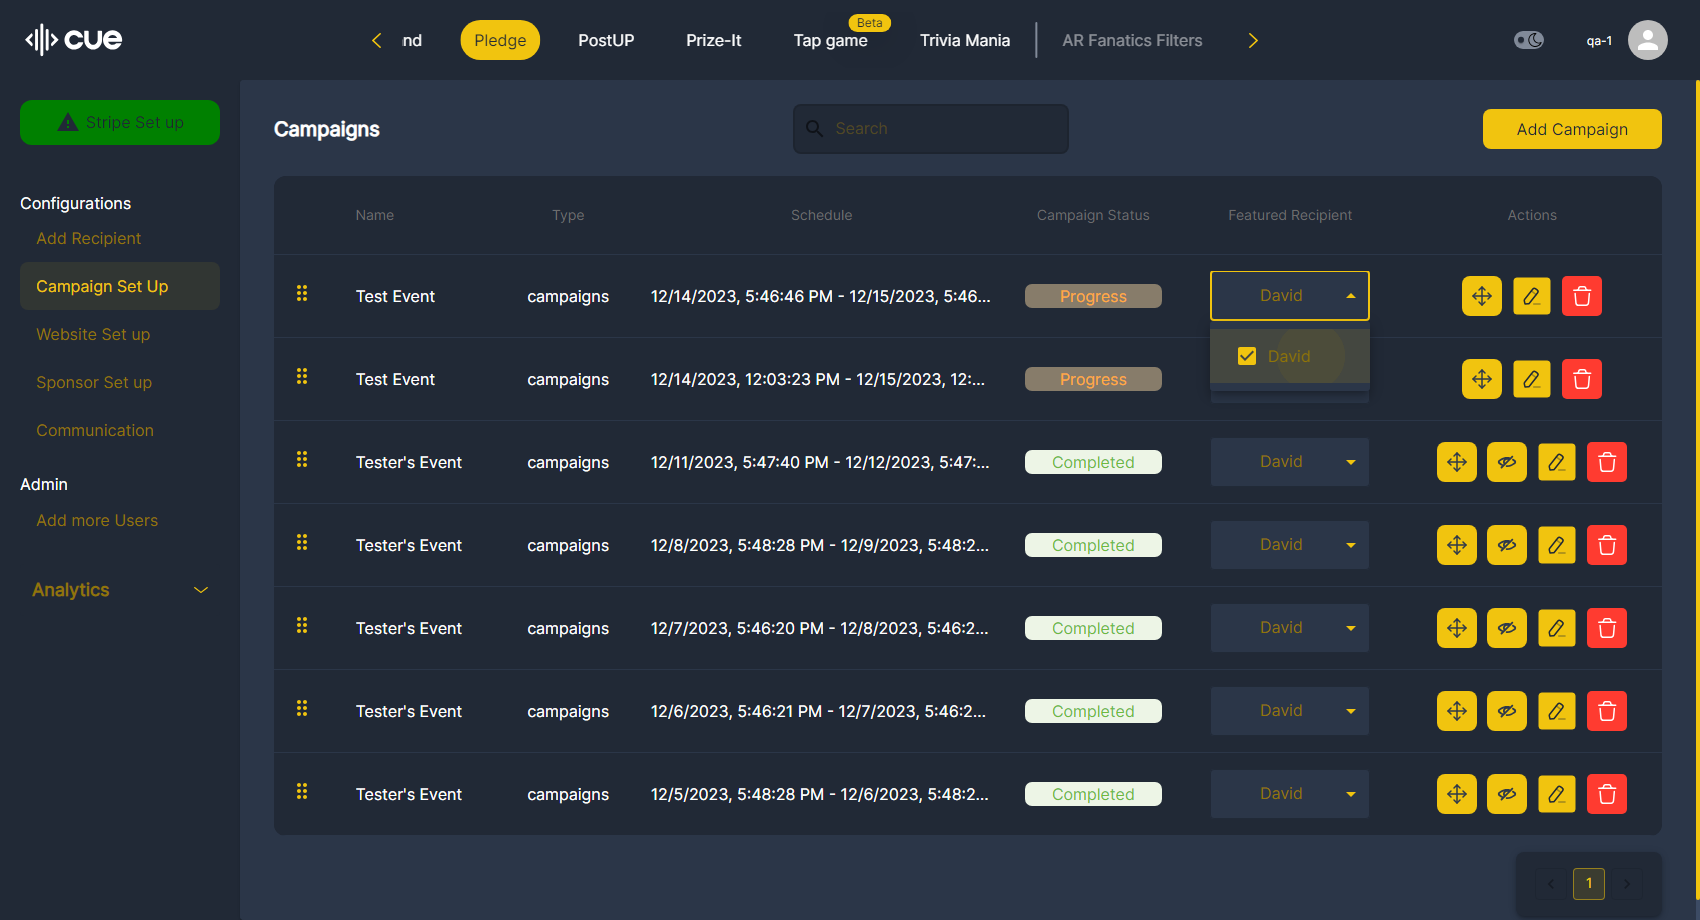 cue
nd
Pledge
PostUP
Prize-It
Tap game
Beta
Trivia Mania
AR Fanatics Filters
qa-1
Stripe Set up
Configurations
Add Recipient
Campaign Set Up
Website Set up
Sponsor Set up
Communication
Admin
Add more Users
Analytics
Campaigns
Search
Add Campaign
Name Type Schedule Campaign Status Featured Recipient Actions
Test Event campaigns 12/14/2023, 5:46:46 PM - 12/15/2023, 5:46... Progress David
David
Test Event campaigns 12/14/2023, 12:03:23 PM - 12/15/2023, 12:... Progress
Tester's Event campaigns 12/11/2023, 5:47:40 PM - 12/12/2023, 5:47:... Completed David
Tester's Event campaigns 12/8/2023, 5:48:28 PM - 12/9/2023, 5:48:2... Completed David
Tester's Event campaigns 12/7/2023, 5:46:20 PM - 12/8/2023, 5:46:2... Completed David
Tester's Event campaigns 12/6/2023, 5:46:21 PM - 12/7/2023, 5:46:2... Completed David
Tester's Event campaigns 12/5/2023, 5:48:28 PM - 12/6/2023, 5:48:2... Completed David
1